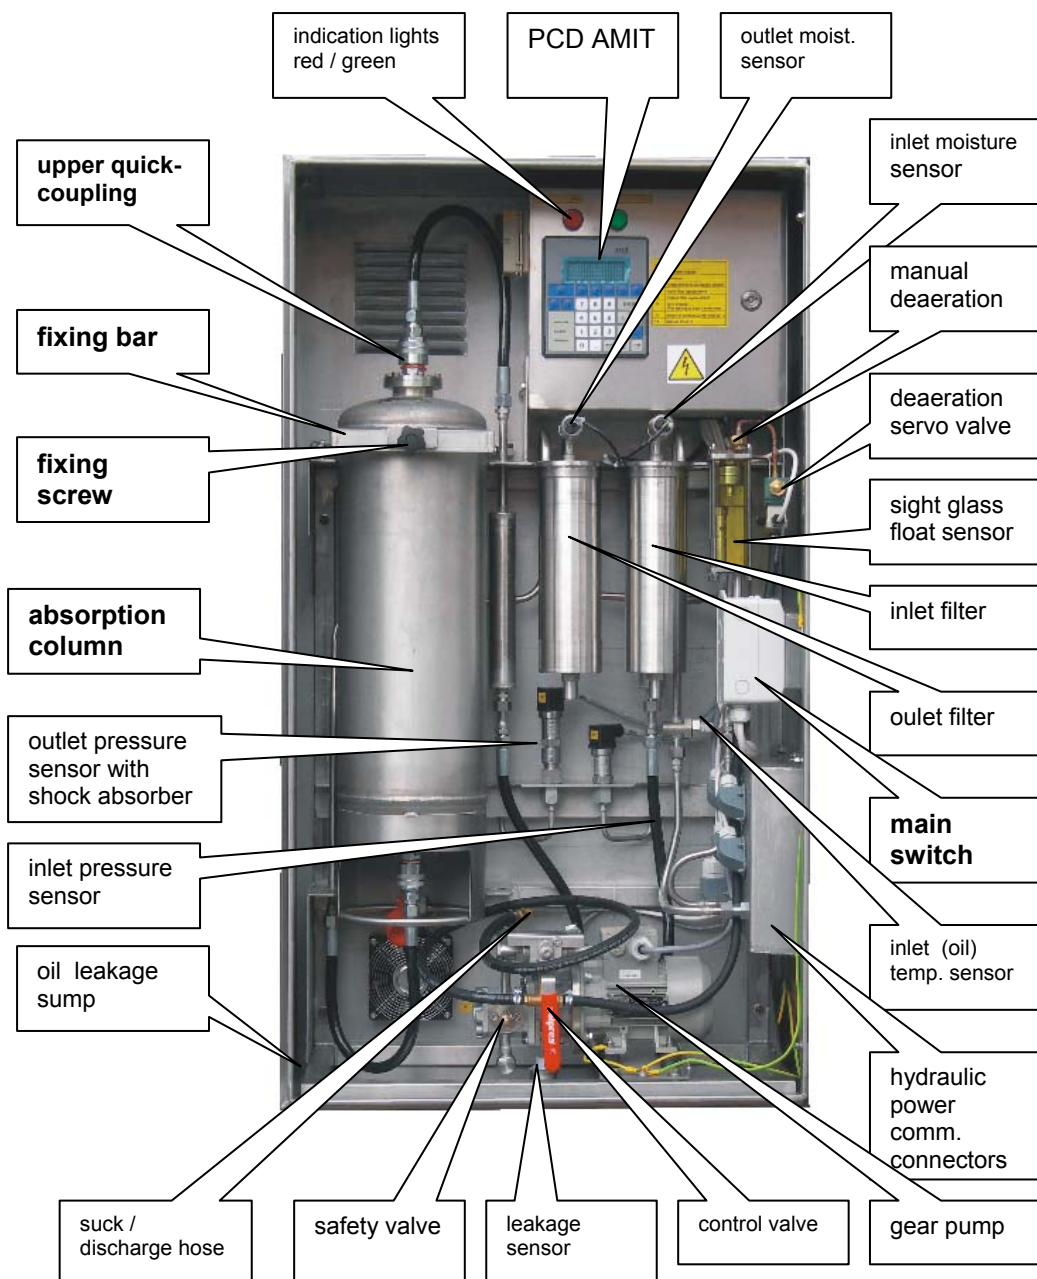 indication lights
red / green
PCD AMIT
outlet moist.
sensor
upper quick-
coupling
inlet moisture
sensor
manual
deaeration
fixing bar
deaeration
servo valve
fixing
screw
sight glass
float sensor
absorption
column
inlet filter
oulet filter
outlet pressure
sensor with
shock absorber
main
switch
inlet pressure
sensor
oil leakage
sump
inlet (oil)
temp. sensor
hydraulic
power
comm.
connectors
suck /
discharge hose
safety valve
leakage
sensor
control valve
gear pump